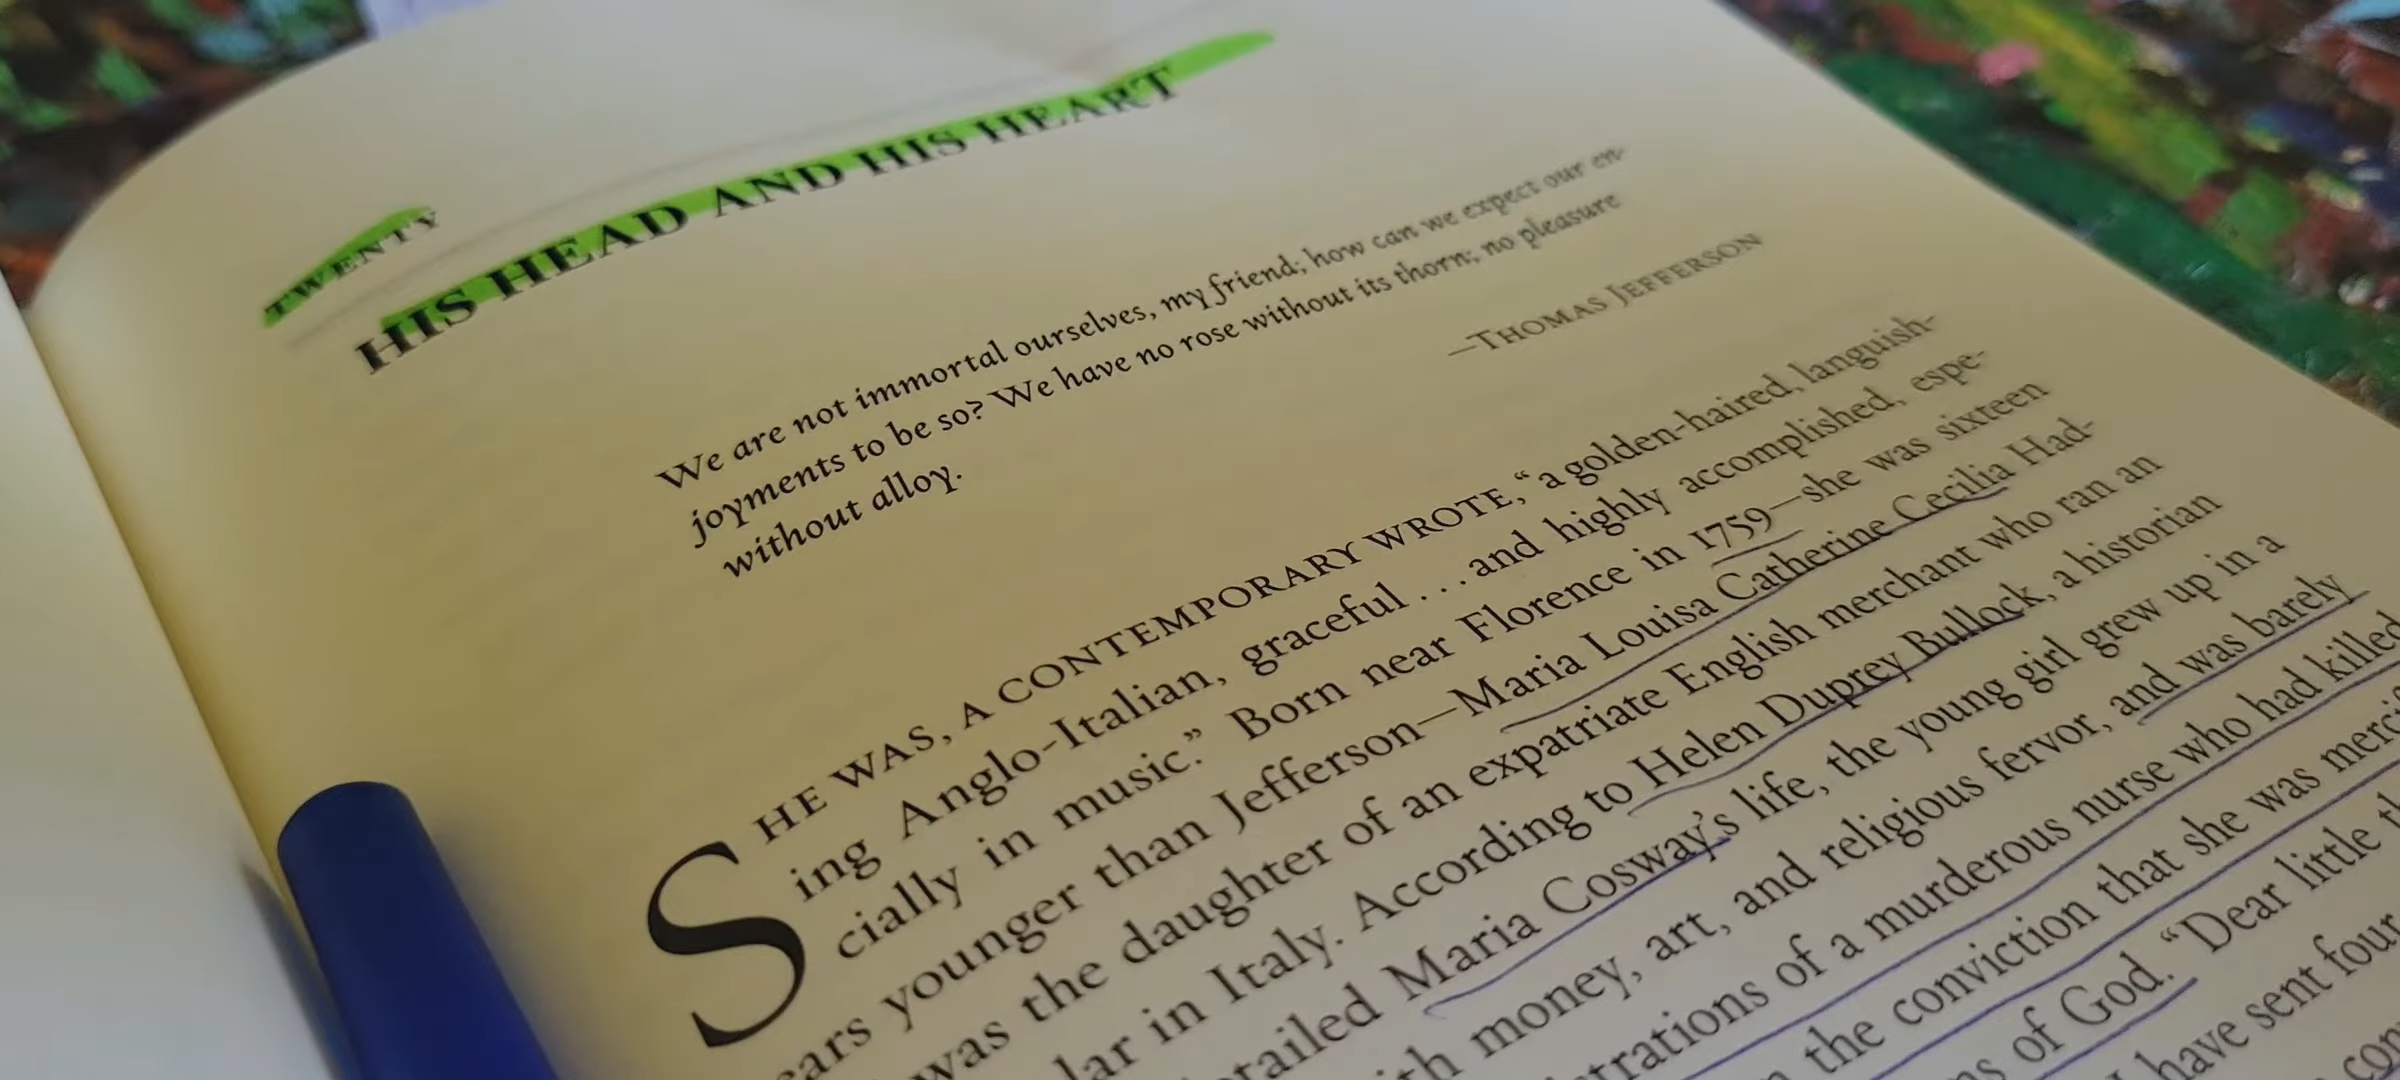 TWENTY
HIS HEAD AND HIS HEART
We are not immortal ourselves, my friend; how can we expect our en-
joyments to be so? We have no rose without its thorn; no pleasure
without alloy.
—THOMAS JEFFERSON
SHE WAS, A CONTEMPORARY WROTE, “a golden-haired, languish-
ing Anglo-Italian, graceful . . . and highly accomplished, espe-
cially in music.” Born near Florence in 1759—she was sixteen
ears younger than Jefferson—Maria Louisa Catherine Cecilia Had-
was the daughter of an expatriate English merchant who ran an
lar in Italy. According to Helen Duprey Bullock, a historian
etailed Maria Cosway’s life, the young girl grew up in a
th money, art, and religious fervor, and was barely
trations of a murderous nurse who had killed
the conviction that she was merci
ns of God. “Dear little th
have sent four
con